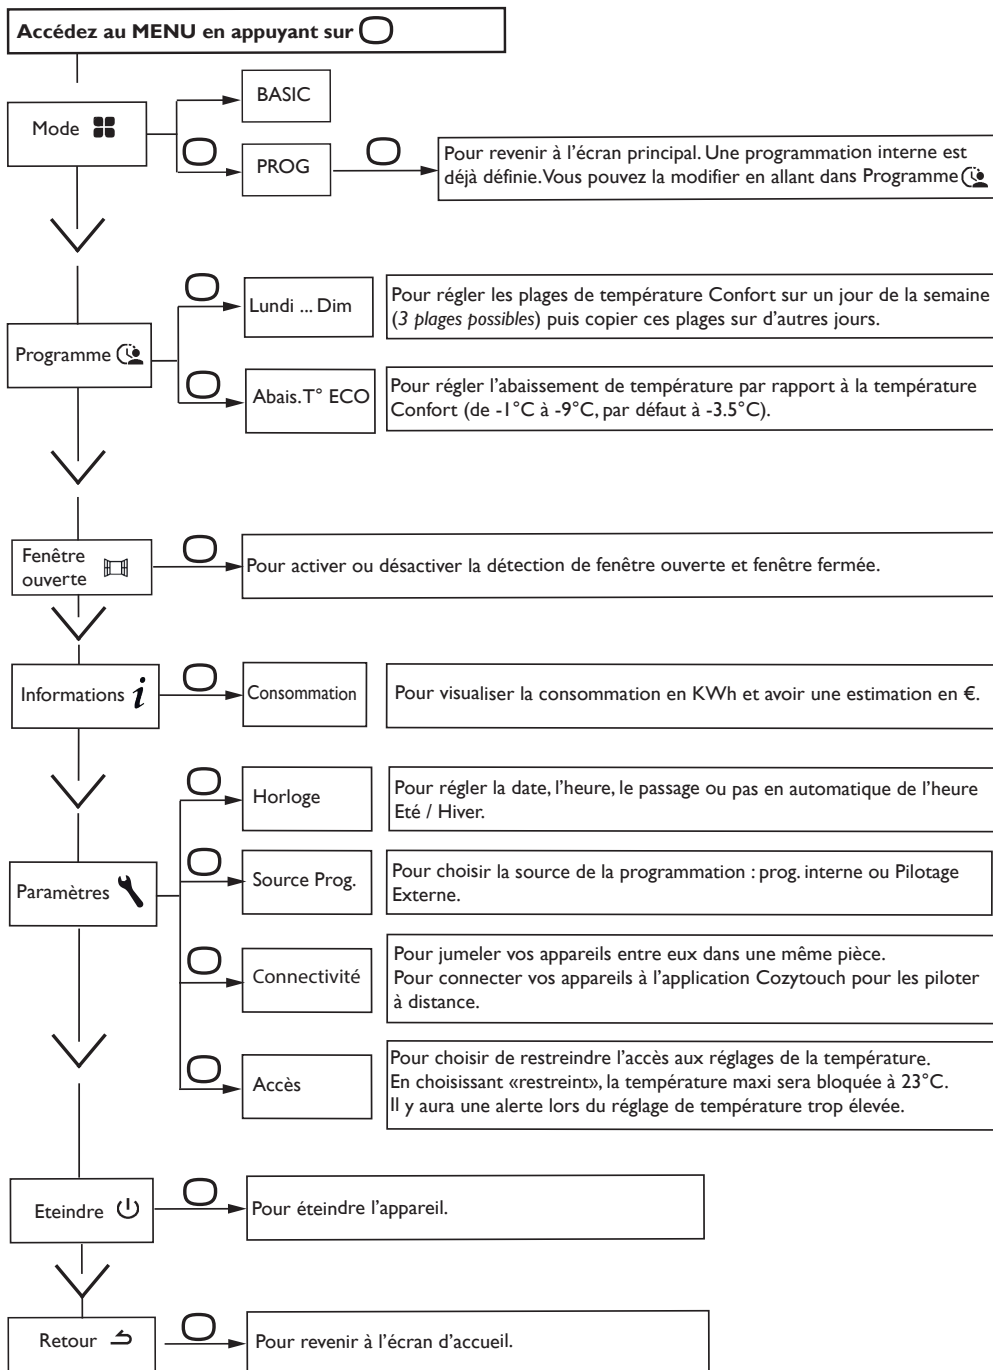 Accédez au MENU en appuyant sur
Mode
BASIC
PROG
Pour revenir à l'écran principal. Une programmation interne est
déjà définie. Vous pouvez la modifier en allant dans Programme
Programme
Lundi ... Dim
Pour régler les plages de température Confort sur un jour de la semaine
(3 plages possibles) puis copier ces plages sur d'autres jours.
Abais.T° ECO
Pour régler l'abaissement de température par rapport à la température
Confort (de -1°C à -9°C, par défaut à -3.5°C).
Fenêtre
ouverte
Pour activer ou désactiver la détection de fenêtre ouverte et fenêtre fermée.
Informations i
Consommation
Pour visualiser la consommation en KWh et avoir une estimation en €.
Paramètres
Horloge
Pour régler la date, l'heure, le passage ou pas en automatique de l'heure
Eté / Hiver.
Source Prog.
Pour choisir la source de la programmation : prog. interne ou Pilotage
Externe.
Connectivité
Pour jumeler vos appareils entre eux dans une même pièce.
Pour connecter vos appareils à l'application Cozytouch pour les piloter
à distance.
Accès
Pour choisir de restreindre l'accès aux réglages de la température.
En choisissant «restreint», la température maxi sera bloquée à 23°C.
Il y aura une alerte lors du réglage de température trop élevée.
Eteindre
Pour éteindre l'appareil.
Retour
Pour revenir à l'écran d'accueil.